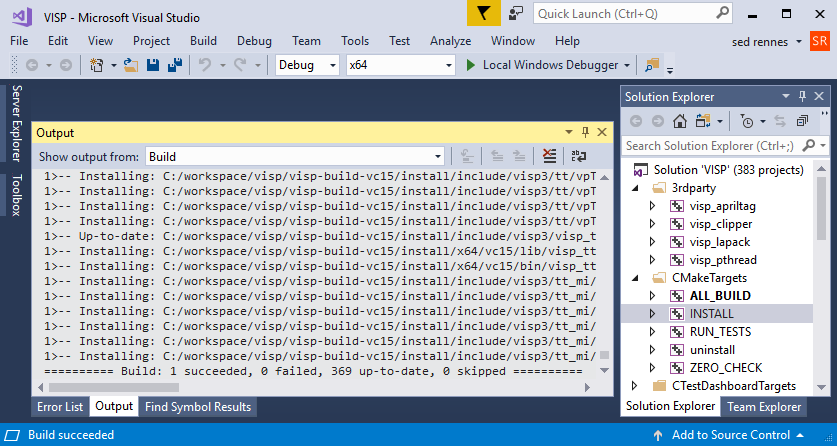 VISP - Microsoft Visual Studio
Quick Launch (Ctrl+Q)
File Edit View Project Build Debug Team Tools Test Analyze Window Help sed rennes SR
Debug x64 Local Windows Debugger
Server Explorer
Toolbox
Output
Show output from: Build
1>-- Installing: C:/workspace/visp/visp-build-vc15/install/include/visp3/tt/vpT
1>-- Installing: C:/workspace/visp/visp-build-vc15/install/include/visp3/tt/vpT
1>-- Installing: C:/workspace/visp/visp-build-vc15/install/include/visp3/tt/vpT
1>-- Installing: C:/workspace/visp/visp-build-vc15/install/include/visp3/tt/vpT
1>-- Up-to-date: C:/workspace/visp/visp-build-vc15/install/include/visp3/visp_t
1>-- Installing: C:/workspace/visp/visp-build-vc15/install/x64/vc15/lib/visp_tt
1>-- Installing: C:/workspace/visp/visp-build-vc15/install/x64/vc15/bin/visp_tt
1>-- Installing: C:/workspace/visp/visp-build-vc15/install/include/visp3/tt_mi/
1>-- Installing: C:/workspace/visp/visp-build-vc15/install/include/visp3/tt_mi/
1>-- Installing: C:/workspace/visp/visp-build-vc15/install/include/visp3/tt_mi/
1>-- Installing: C:/workspace/visp/visp-build-vc15/install/include/visp3/tt_mi/
1>-- Installing: C:/workspace/visp/visp-build-vc15/install/include/visp3/tt_mi/
========== Build: 1 succeeded, 0 failed, 369 up-to-date, 0 skipped ==========
Error List Output Find Symbol Results
Solution Explorer
Search Solution Explorer (Ctrl+;)
Solution 'VISP' (383 projects)
3rdparty
visp_apriltag
visp_clipper
visp_lapack
visp_pthread
CMakeTargets
ALL_BUILD
INSTALL
RUN_TESTS
uninstall
ZERO_CHECK
CTestDashboardTargets
Solution Explorer Team Explorer
Build succeeded Add to Source Control